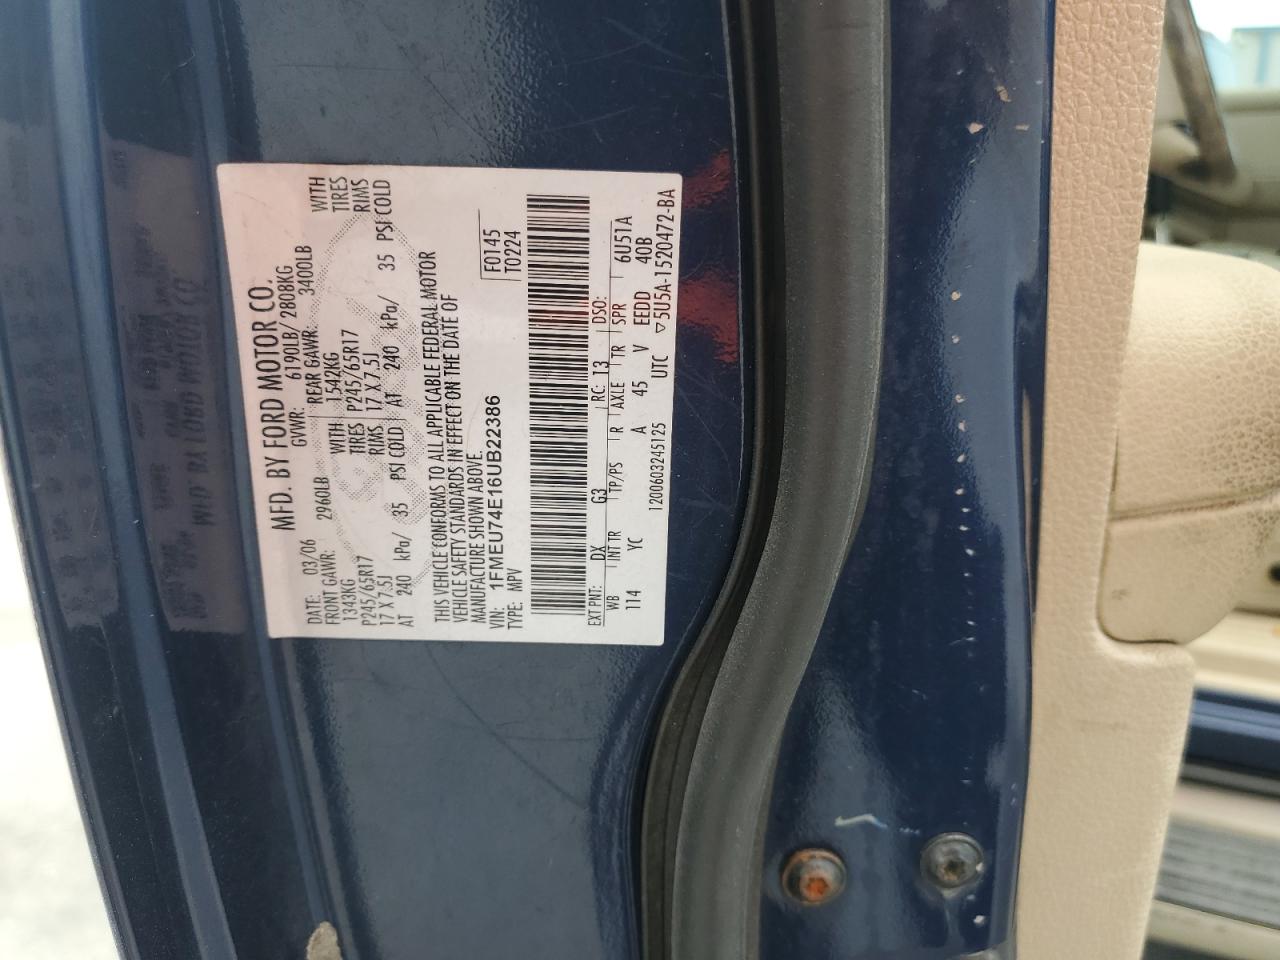 MFD. BY FORD MOTOR CO.
DATE: 03/06 GVWR: 6190LB/ 2808KG
FRONT GAWR: 2960LB REAR GAWR: 3400LB
1343KG WITH 1542KG WITH
P245/65R17 TIRES P245/65R17 TIRES
17 X 7.5J RIMS 17 X 7.5J RIMS
AT 240 kPa/ 35 PSI COLD AT 240 kPa/ 35 PSI COLD
THIS VEHICLE CONFORMS TO ALL APPLICABLE FEDERAL MOTOR
VEHICLE SAFETY STANDARDS IN EFFECT ON THE DATE OF
MANUFACTURE SHOWN ABOVE.
VIN: 1FMEU74E16UB22386 F0145
TYPE: MPV T0224
EXT PNT: DX G3 RC: 13 DSO:
WB INT TR TP/PS R AXLE TR SPR 6U51A
114 YC A 45 V EEDD 40B
1200603245125 UTC ▽5U5A-1520472-BA